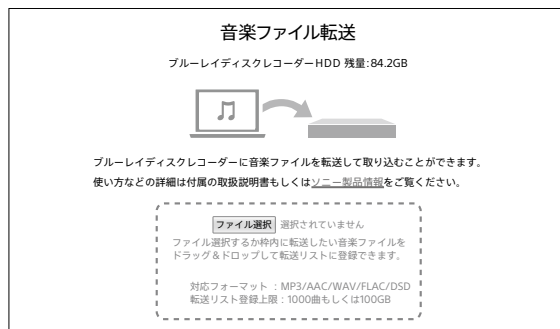 音楽ファイル転送
ブルーレイディスクレコーダーHDD 残量:84.2GB
ブルーレイディスクレコーダーに音楽ファイルを転送して取り込むことができます。
使い方などの詳細は付属の取扱説明書もしくはソニー製品情報をご覧ください。
ファイル選択 選択されていません
ファイル選択するか枠内に転送したい音楽ファイルを
ドラッグ&ドロップして転送リストに登録できます。
対応フォーマット : MP3/AAC/WAV/FLAC/DSD
転送リスト登録上限 : 1000曲もしくは100GB